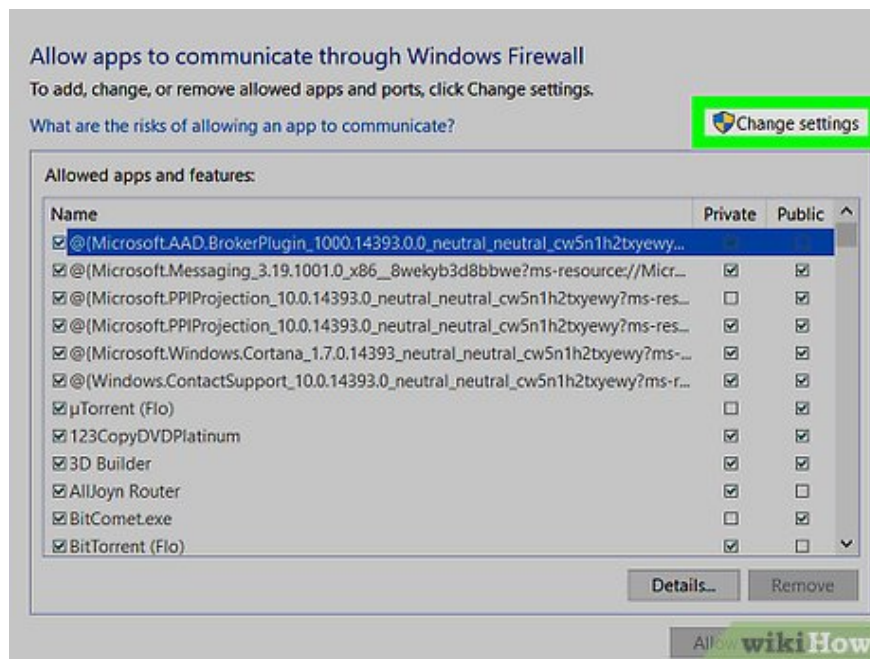 Allow apps to communicate through Windows Firewall
To add, change, or remove allowed apps and ports, click Change settings.
What are the risks of allowing an app to communicate?
Change settings
Allowed apps and features:
Name Private Public
@{Microsoft.AAD.BrokerPlugin_1000.14393.0.0_neutral_neutral_cw5n1h2txyewy...
@{Microsoft.Messaging_3.19.1001.0_x86__8wekyb3d8bbwe?ms-resource://Micr...
@{Microsoft.PPIProjection_10.0.14393.0_neutral_neutral_cw5n1h2txyewy?ms-res...
@{Microsoft.PPIProjection_10.0.14393.0_neutral_neutral_cw5n1h2txyewy?ms-res...
@{Microsoft.Windows.Cortana_1.7.0.14393_neutral_neutral_cw5n1h2txyewy?ms-...
@{Windows.ContactSupport_10.0.14393.0_neutral_neutral_cw5n1h2txyewy?ms-r...
µTorrent (Flo)
123CopyDVDPlatinum
3D Builder
AllJoyn Router
BitComet.exe
BitTorrent (Flo)
Details... Remove
Allow
wikiHow